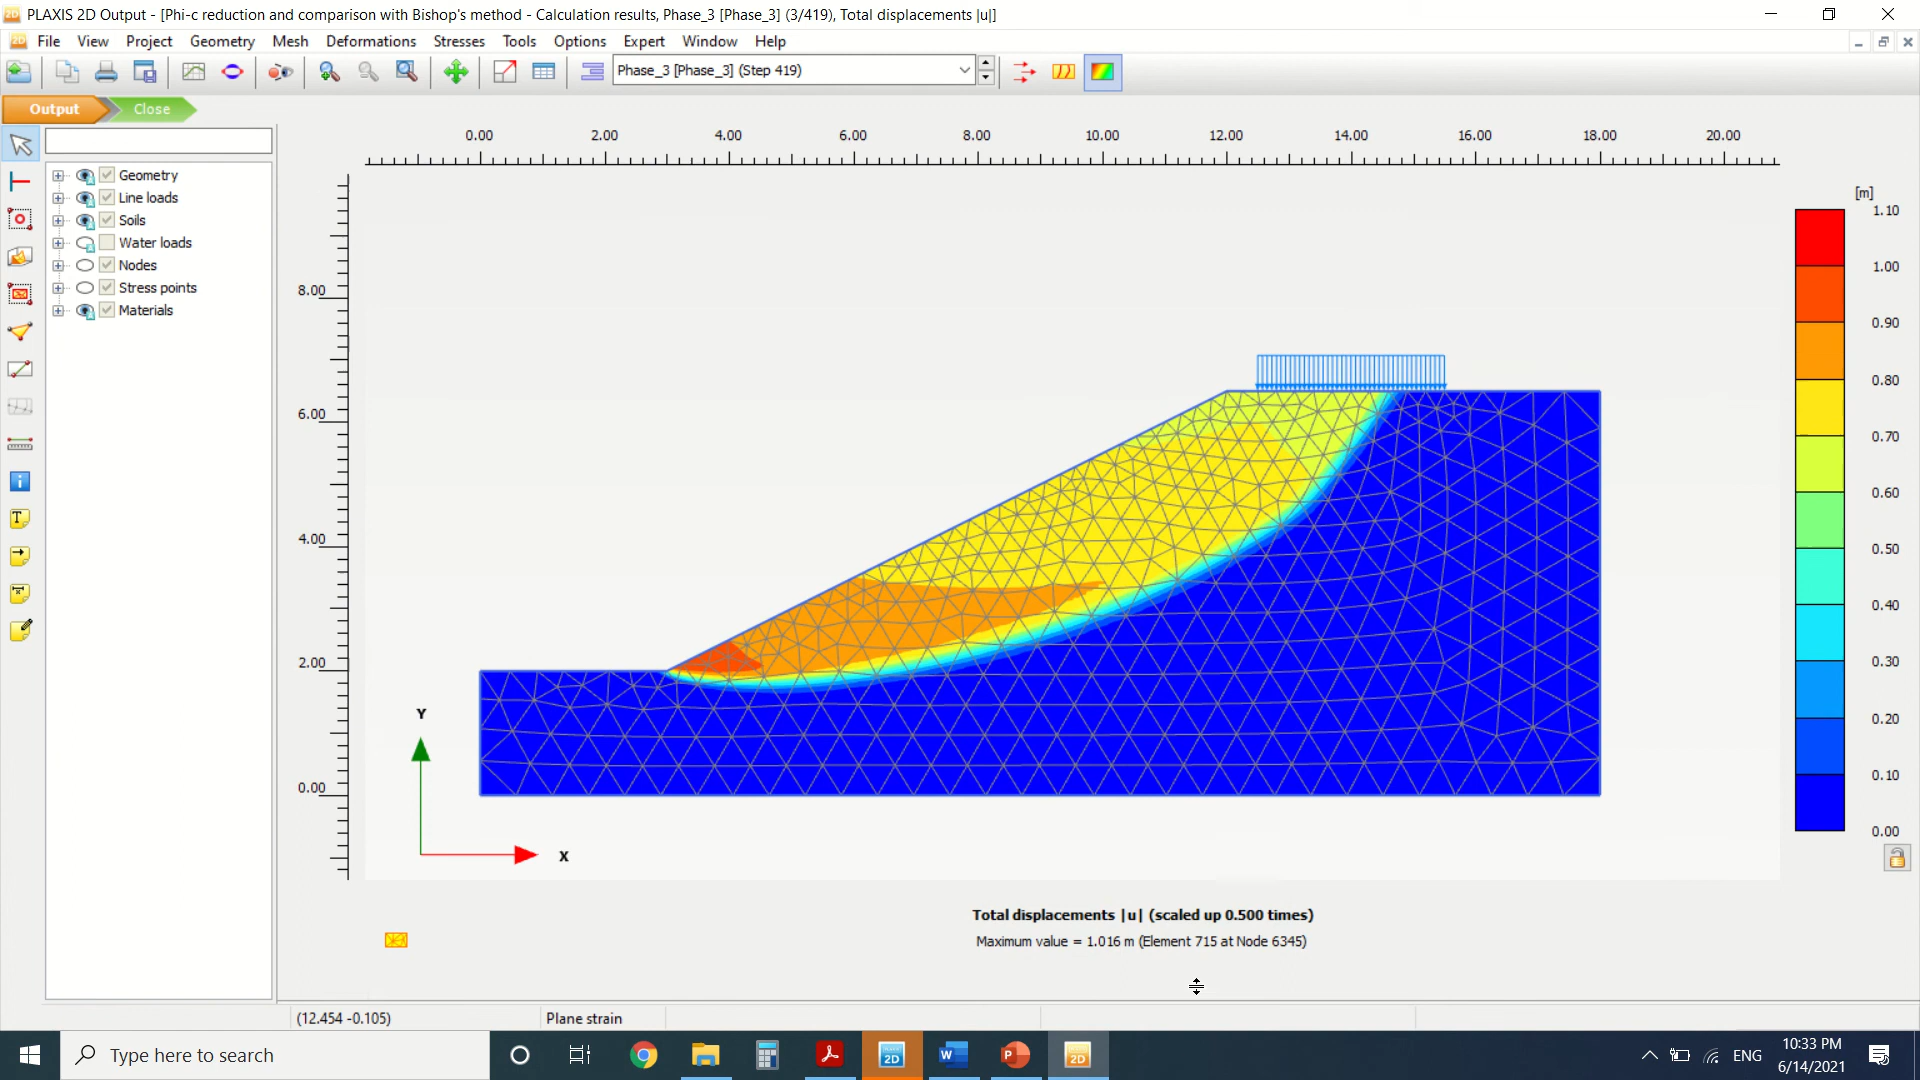 PLAXIS 2D Output - [Phi-c reduction and comparison with Bishop's method - Calculation results, Phase_3 [Phase_3] (3/419), Total displacements |u|]
File View Project Geometry Mesh Deformations Stresses Tools Options Expert Window Help
Phase_3 [Phase_3] (Step 419)
Output Close
0.00 2.00 4.00 6.00 8.00 10.00 12.00 14.00 16.00 18.00 20.00
Geometry
Line loads
Soils
Water loads
Nodes
Stress points
Materials
8.00
6.00
4.00
2.00
0.00
Y
X
[m]
1.10
1.00
0.90
0.80
0.70
0.60
0.50
0.40
0.30
0.20
0.10
0.00
Total displacements |u| (scaled up 0.500 times)
Maximum value = 1.016 m (Element 715 at Node 6345)
(12.454 -0.105) Plane strain
Type here to search
2D
W
P
2D
ENG
10:33 PM
6/14/2021